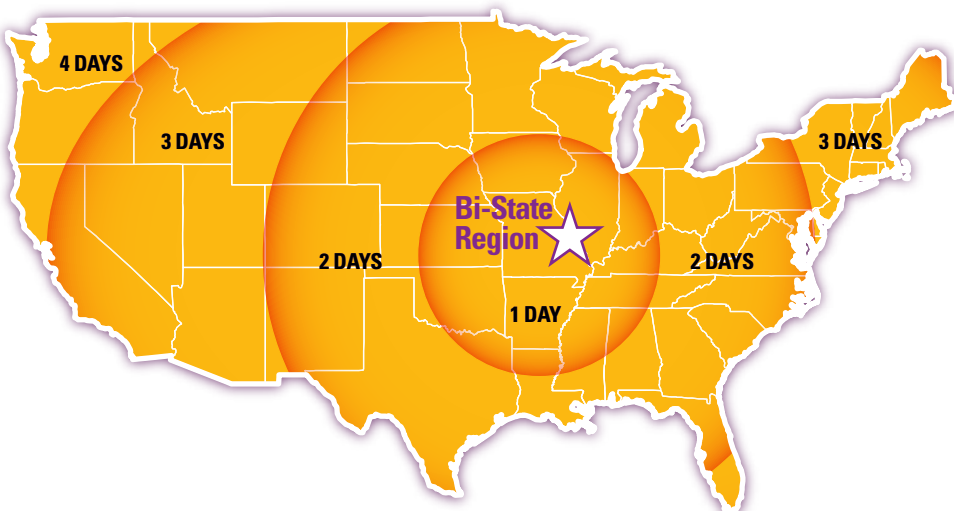 4 DAYS
3 DAYS
3 DAYS
Bi-State
Region
2 DAYS
2 DAYS
1 DAY